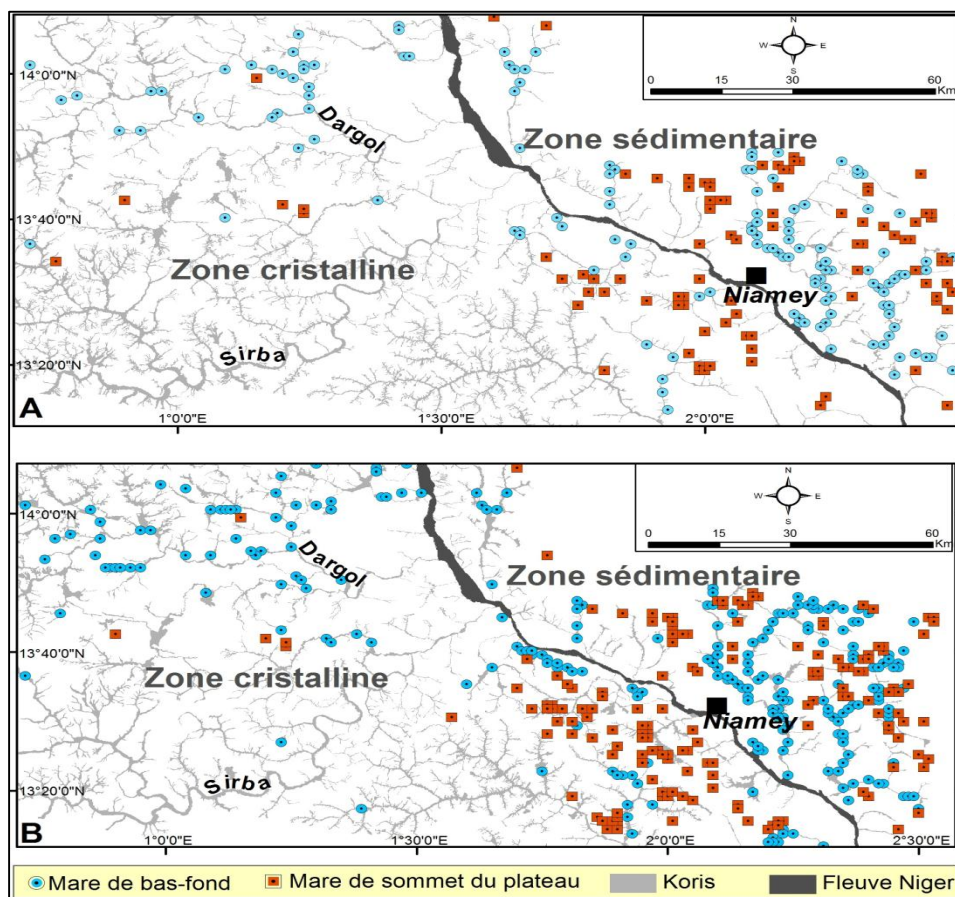 N
W E
S
0 15 30 45 60
Km
14°0'0"N
Dargol
Zone sédimentaire
13°40'0"N
Zone cristalline
Niamey
Sirba
13°20'0"N
A
1°0'0"E 1°30'0"E 2°0'0"E
N
W E
S
0 15 30 45 60
Km
14°0'0"N
Dargol
Zone sédimentaire
13°40'0"N
Zone cristalline
Niamey
Sirba
13°20'0"N
B
1°0'0"E 1°30'0"E 2°0'0"E 2°30'0"E
Mare de bas-fond Mare de sommet du plateau Koris Fleuve Niger